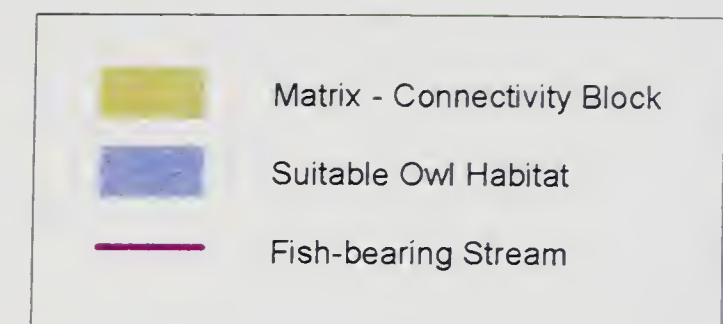 Matrix - Connectivity Block
Suitable Owl Habitat
Fish-bearing Stream